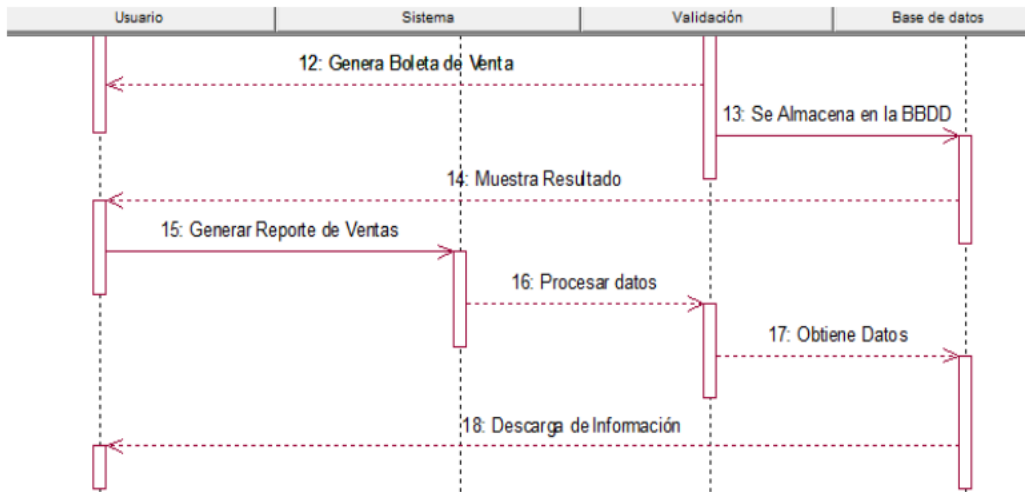 Usuario
Sistema
Validación
Base de datos
12: Genera Boleta de Venta
13: Se Almacena en la BBDD
14: Muestra Resultado
15: Generar Reporte de Ventas
16: Procesar datos
17: Obtiene Datos
18: Descarga de Información